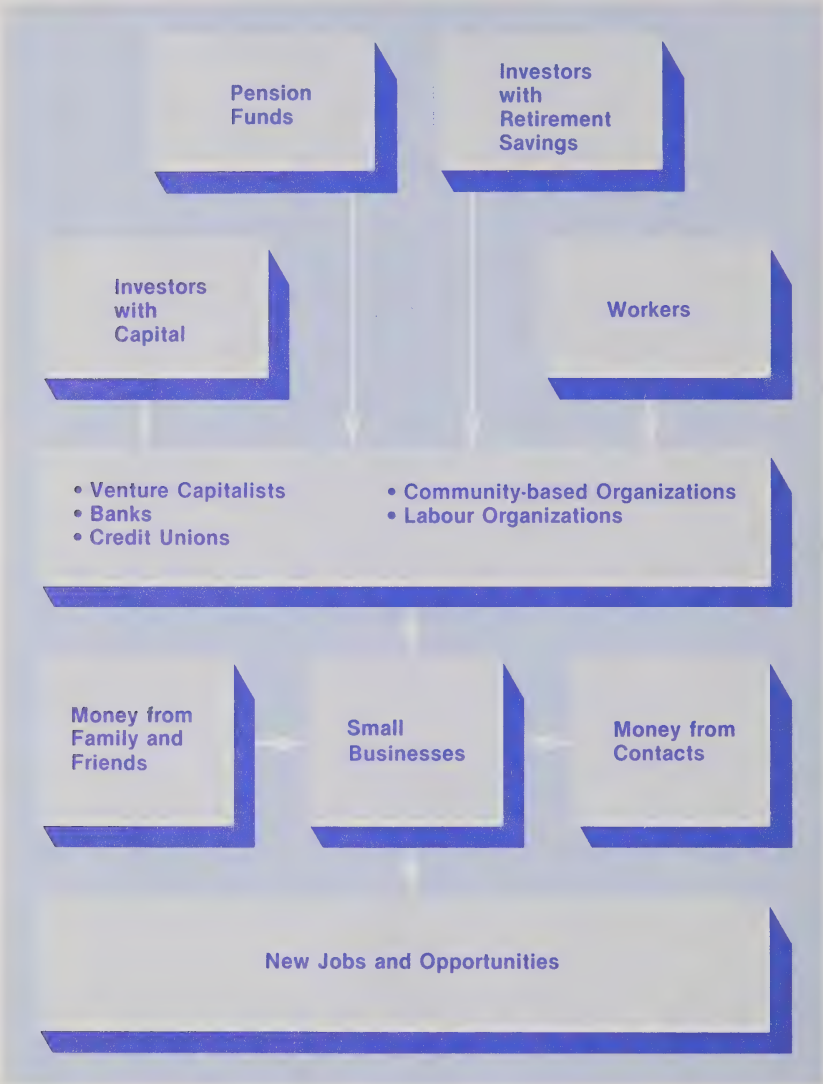 Pension
Funds
Investors
with
Retirement
Savings
Investors
with
Capital
Workers
• Venture Capitalists
• Banks
• Credit Unions
• Community-based Organizations
• Labour Organizations
Money from
Family and
Friends
Small
Businesses
Money from
Contacts
New Jobs and Opportunities